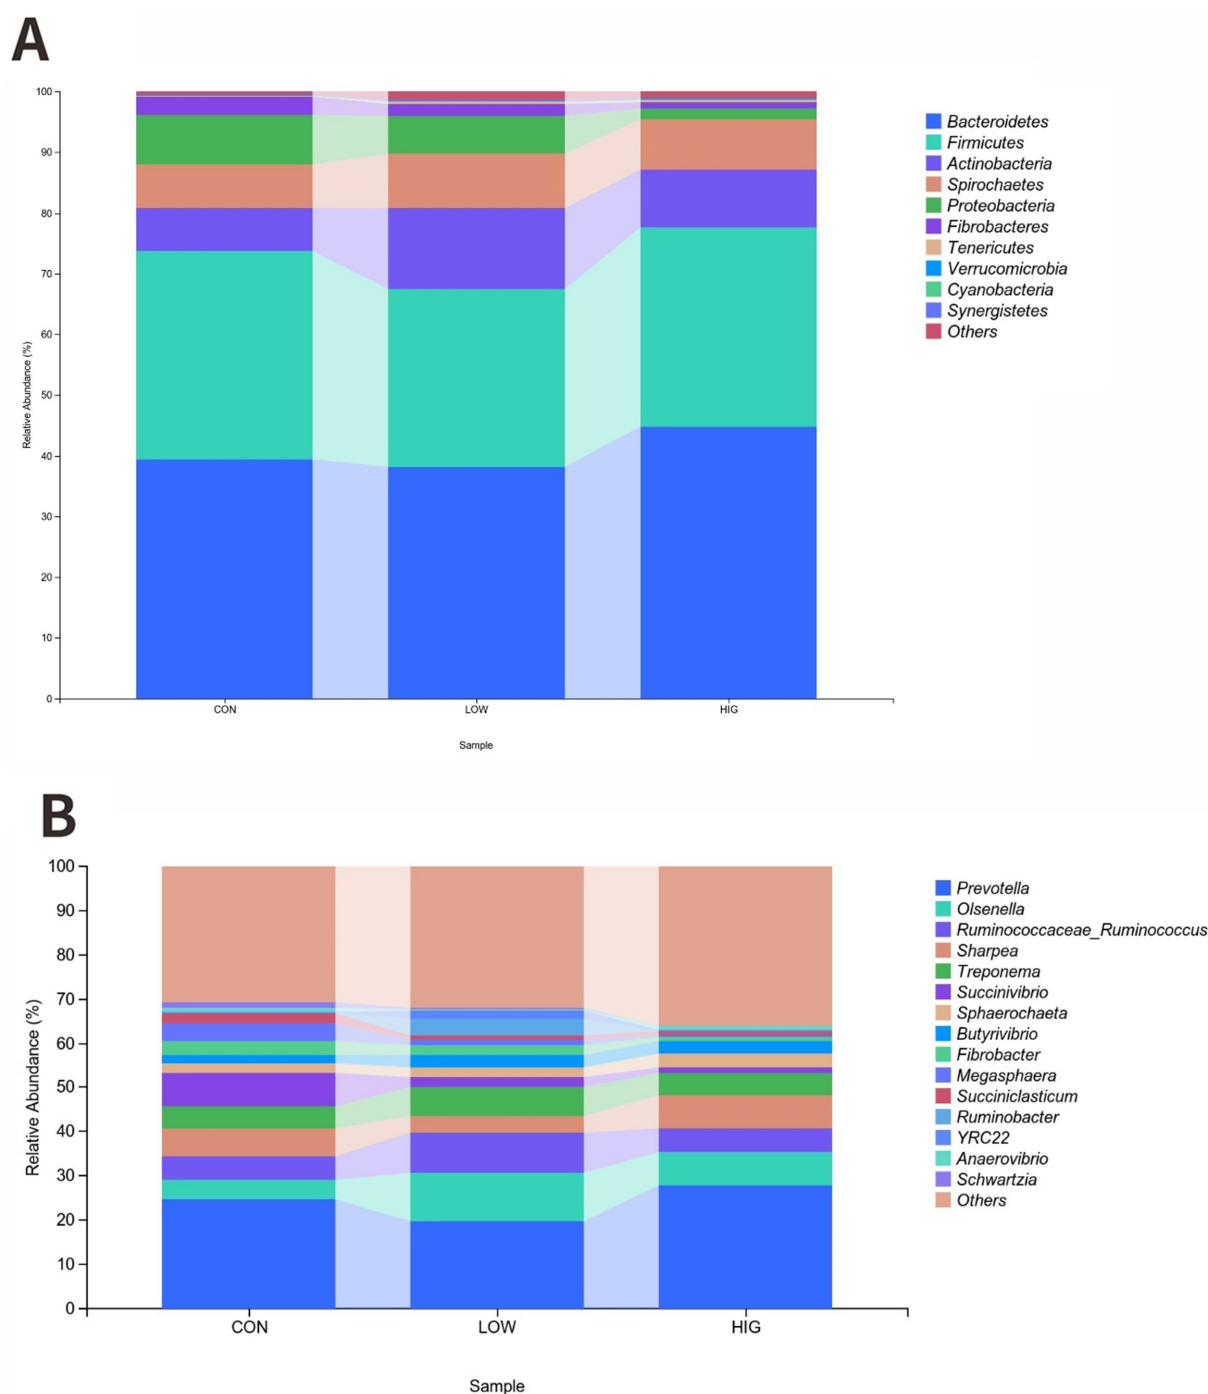 A
100
90
80
70
60
50
40
30
20
10
0
Relative Abundance (%)
CON
LOW
HIG
Sample
Bacteroidetes
Firmicutes
Actinobacteria
Spirochaetes
Proteobacteria
Fibrobacteres
Tenericutes
Verrucomicrobia
Cyanobacteria
Synergistetes
Others
B
100
90
80
70
60
50
40
30
20
10
0
Relative Abundance (%)
CON
LOW
HIG
Sample
Prevotella
Olsenella
Ruminococcaceae_Ruminococcus
Sharpea
Treponema
Succinivibrio
Sphaerochaeta
Butyrivibrio
Fibrobacter
Megasphaera
Succiniclasticum
Ruminobacter
YRC22
Anaerovibrio
Schwartzia
Others